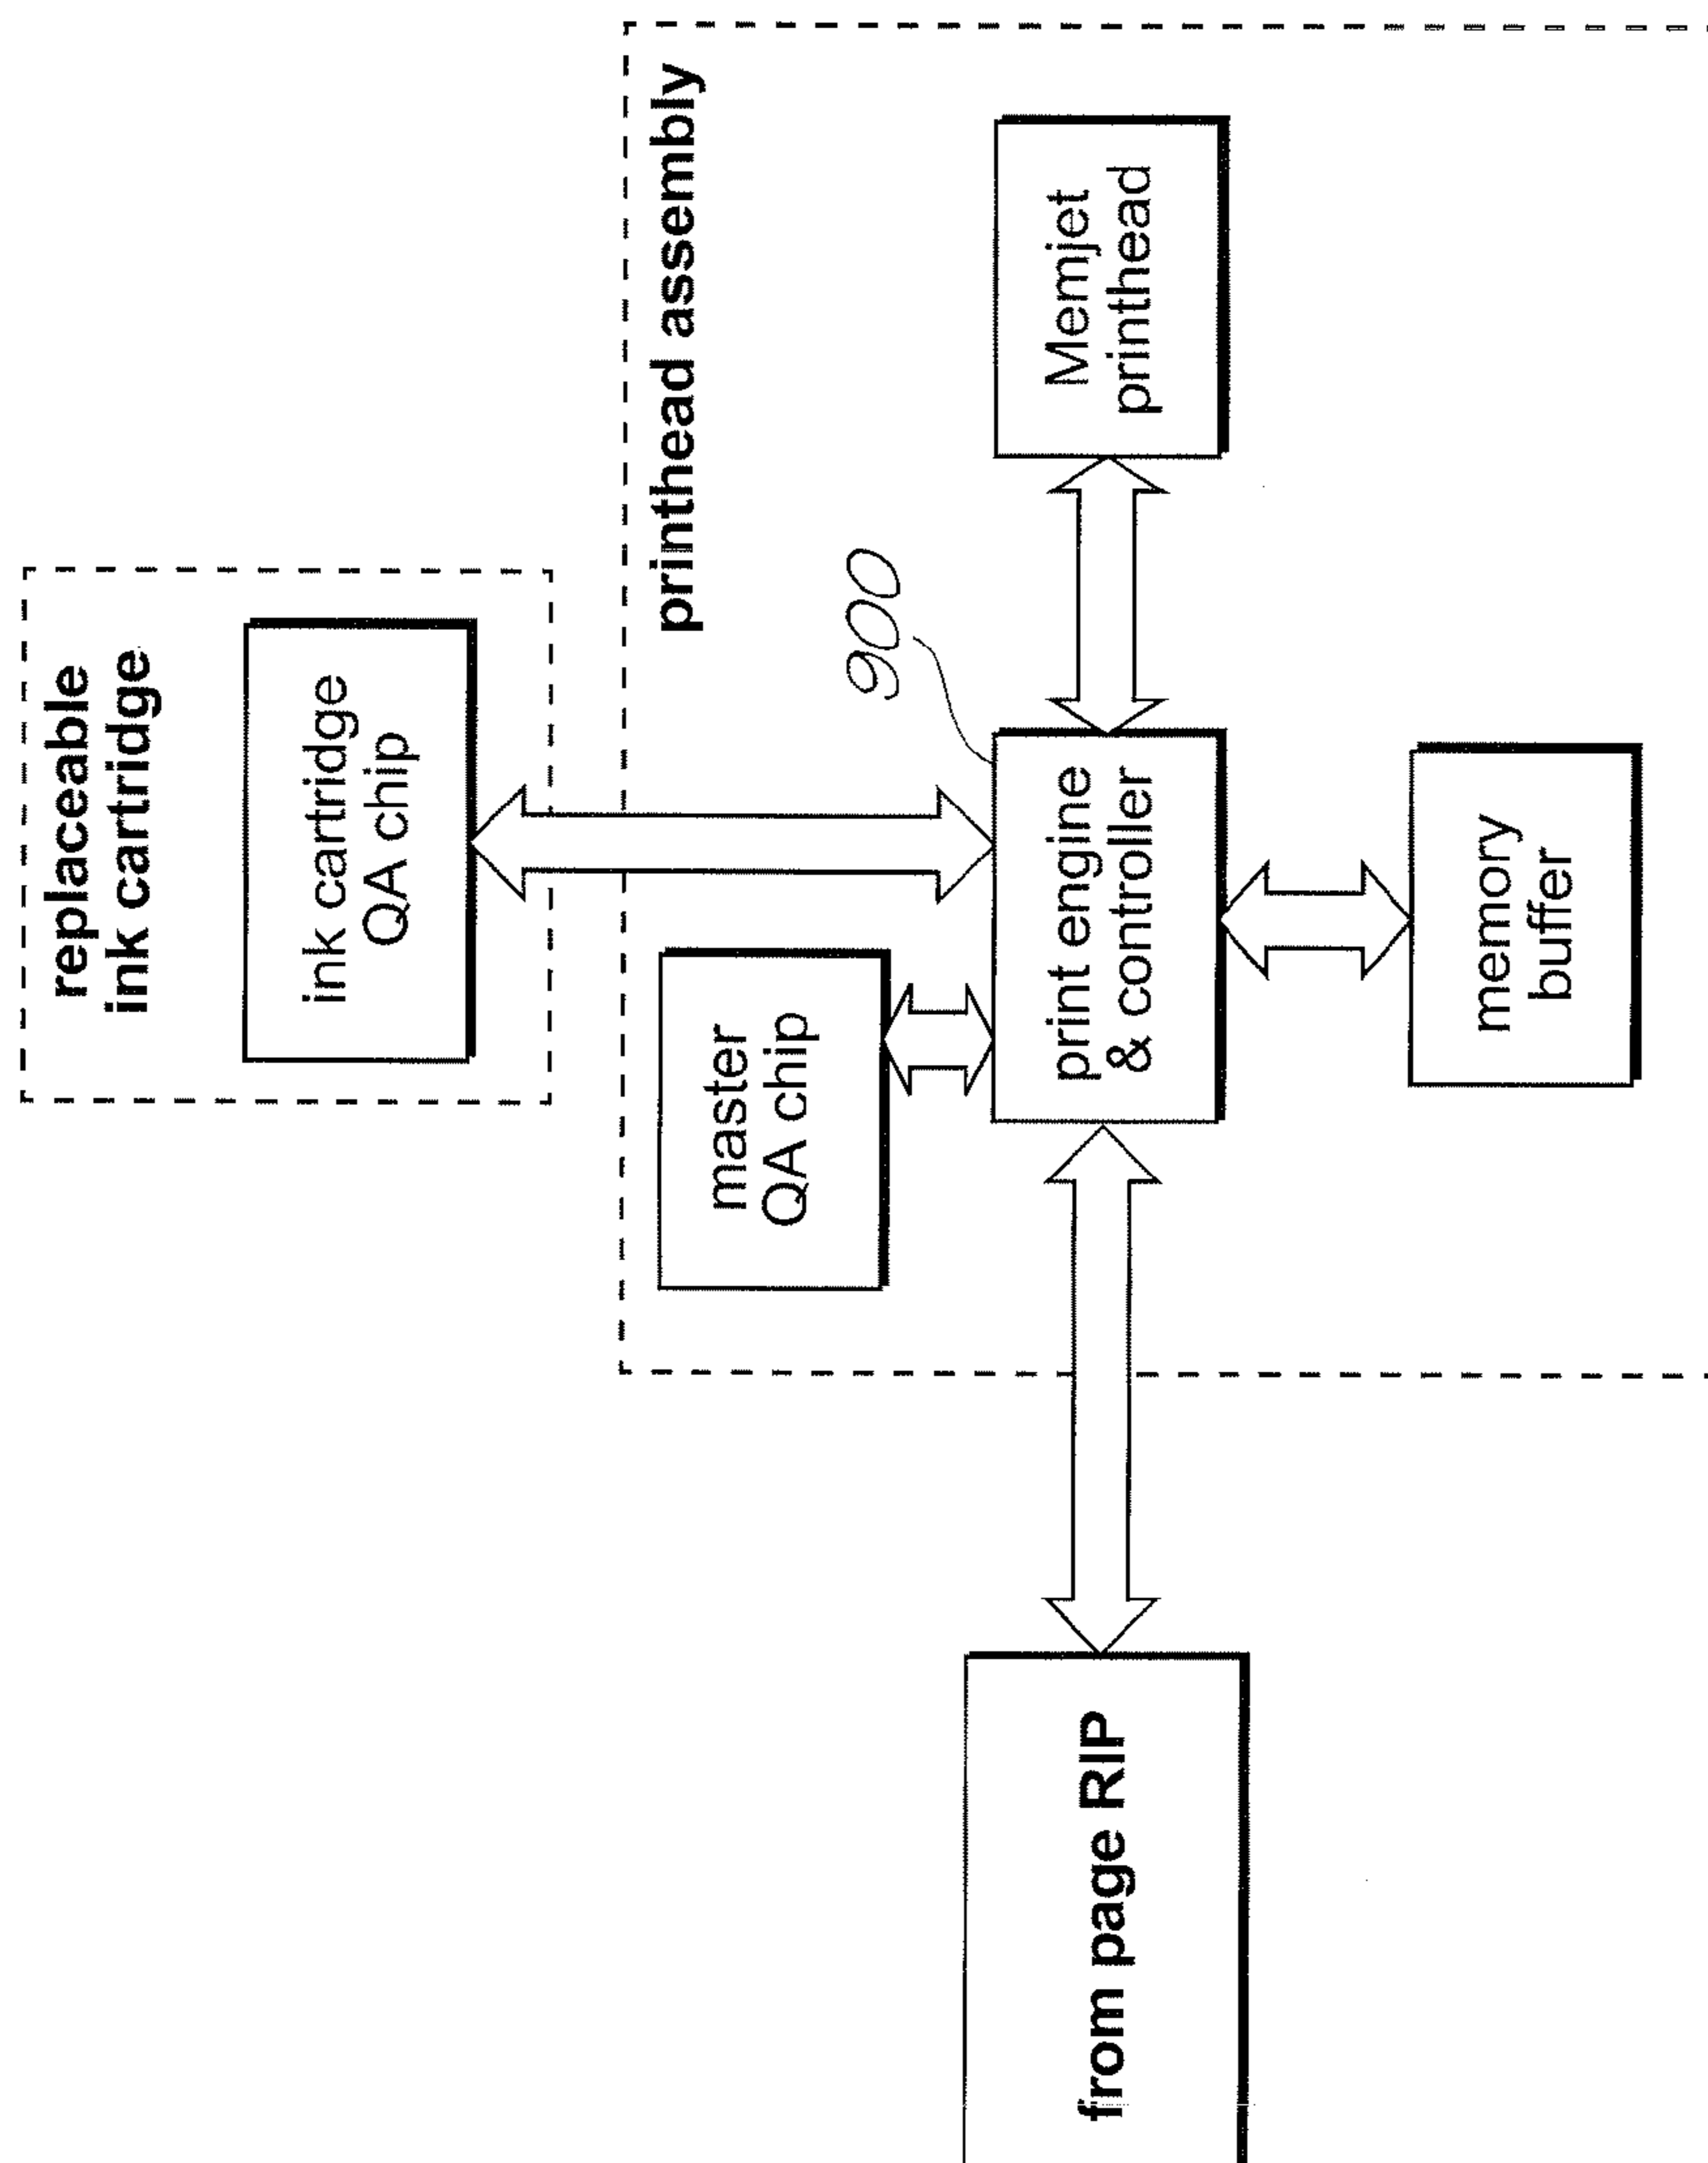 replaceable
ink cartridge
ink cartridge
QA chip
printhead assembly
master
QA chip
900
from page RIP
print engine
& controller
Memjet
printhead
memory
buffer